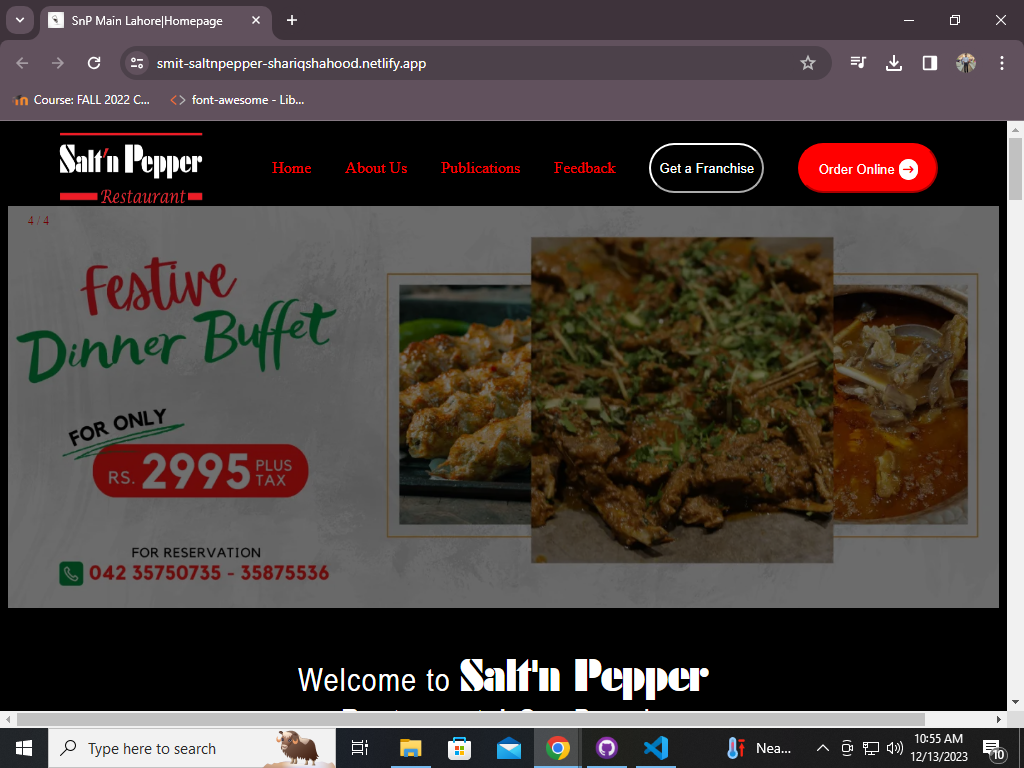 SnP Main Lahore|Homepage
smit-saltnpepper-shariqshahood.netlify.app
Course: FALL 2022 C...
font-awesome - Lib...
Salt'n Pepper
Restaurant
Home
About Us
Publications
Feedback
Get a Franchise
Order Online
4 / 4
Festive
Dinner Buffet
FOR ONLY
RS. 2995 PLUS
TAX
FOR RESERVATION
042 35750735 - 35875536
Welcome to Salt'n Pepper
Type here to search
Nea...
10:55 AM
12/13/2023
10